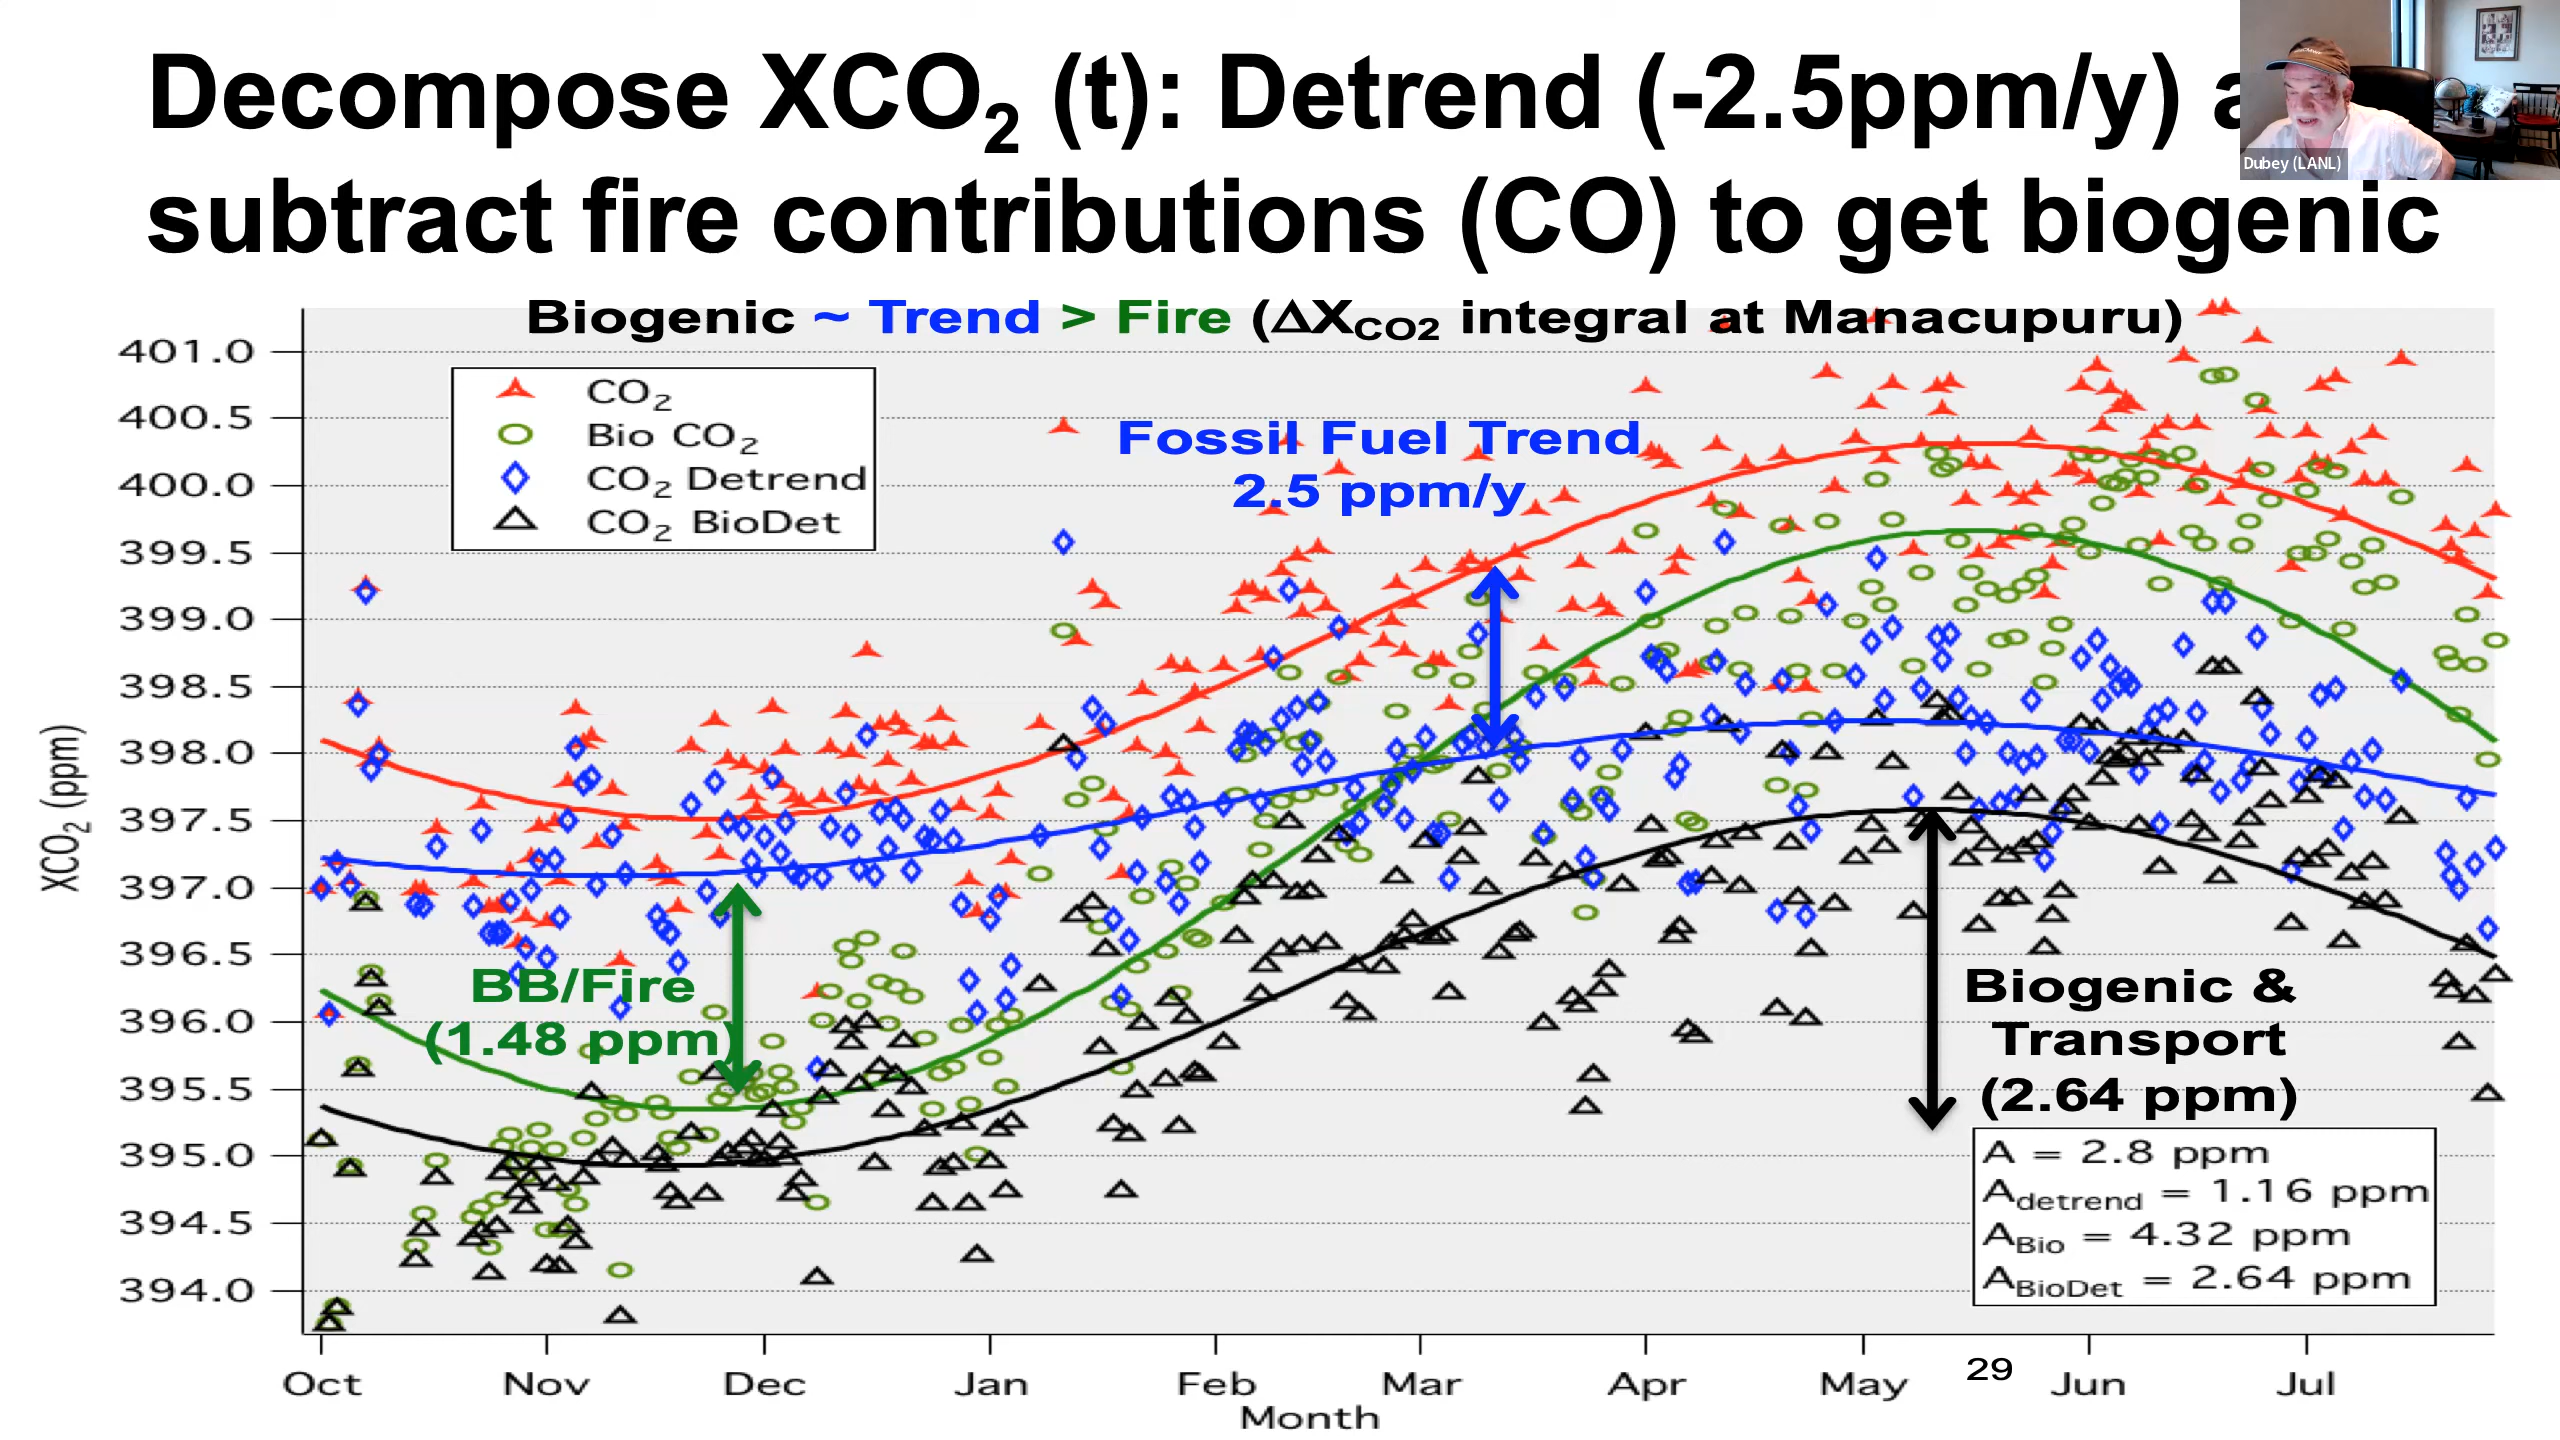 Decompose XCO₂ (t): Detrend (-2.5ppm/y) a
subtract fire contributions (CO) to get biogenic
Dubey (LANL)
Biogenic ~ Trend > Fire (ΔX_CO2 integral at Manacupuru)
401.0
400.5
400.0
399.5
399.0
398.5
398.0
397.5
397.0
396.5
396.0
395.5
395.0
394.5
394.0
XCO₂ (ppm)
CO₂
Bio CO₂
CO₂ Detrend
CO₂ BioDet
Fossil Fuel Trend
2.5 ppm/y
BB/Fire
(1.48 ppm)
Biogenic &
Transport
(2.64 ppm)
A = 2.8 ppm
A_detrend = 1.16 ppm
A_Bio = 4.32 ppm
A_BioDet = 2.64 ppm
Oct Nov Dec Jan Feb Mar Apr May Jun Jul
29
Month